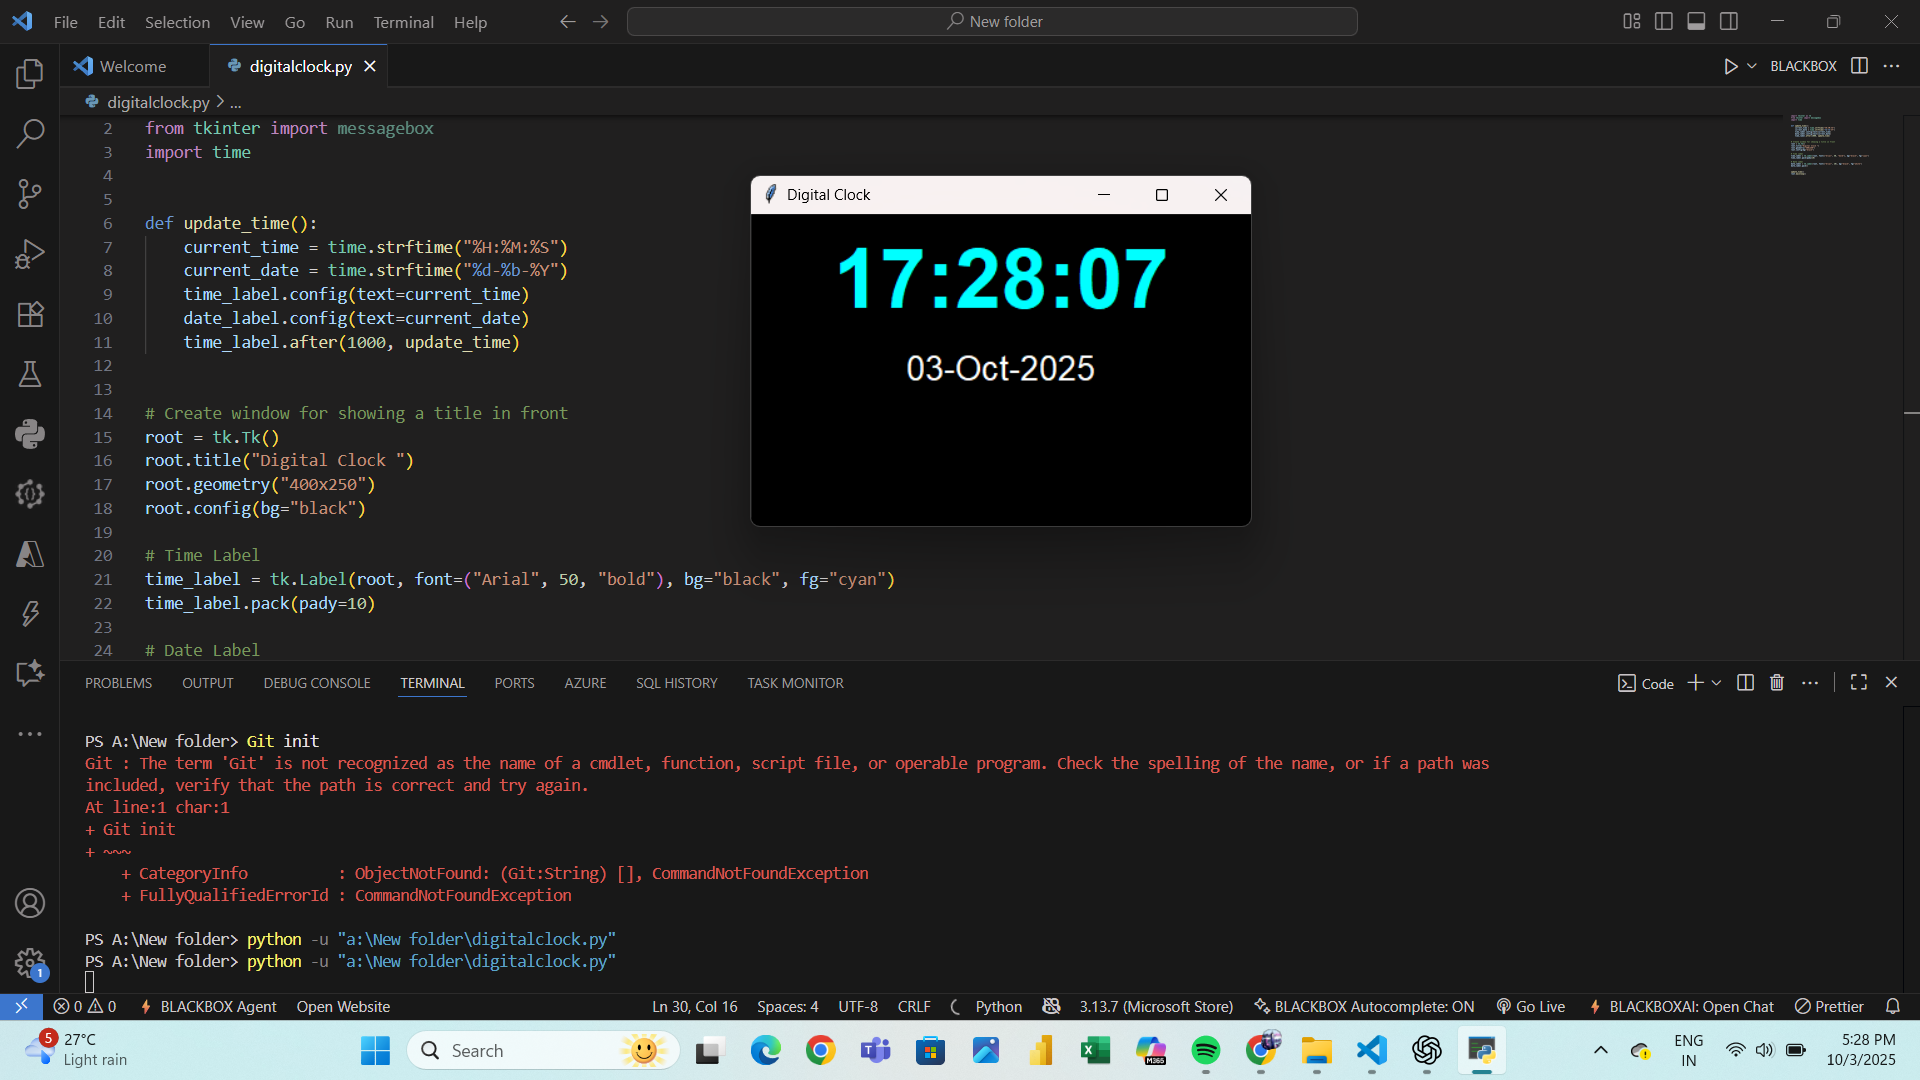 File Edit Selection View Go Run Terminal Help
New folder
Welcome
digitalclock.py
BLACKBOX
digitalclock.py > ...
2 from tkinter import messagebox
3 import time
4
5
6 def update_time():
7 current_time = time.strftime("%H:%M:%S")
8 current_date = time.strftime("%d-%b-%Y")
9 time_label.config(text=current_time)
10 date_label.config(text=current_date)
11 time_label.after(1000, update_time)
12
13
14 # Create window for showing a title in front
15 root = tk.Tk()
16 root.title("Digital Clock ")
17 root.geometry("400x250")
18 root.config(bg="black")
19
20 # Time Label
21 time_label = tk.Label(root, font=("Arial", 50, "bold"), bg="black", fg="cyan")
22 time_label.pack(pady=10)
23
24 # Date Label
Digital Clock
17:28:07
03-Oct-2025
PROBLEMS OUTPUT DEBUG CONSOLE TERMINAL PORTS AZURE SQL HISTORY TASK MONITOR
Code
PS A:\New folder> Git init
Git : The term 'Git' is not recognized as the name of a cmdlet, function, script file, or operable program. Check the spelling of the name, or if a path was
included, verify that the path is correct and try again.
At line:1 char:1
+ Git init
+ ~~~
+ CategoryInfo : ObjectNotFound: (Git:String) [], CommandNotFoundException
+ FullyQualifiedErrorId : CommandNotFoundException
PS A:\New folder> python -u "a:\New folder\digitalclock.py"
PS A:\New folder> python -u "a:\New folder\digitalclock.py"
1
0 0 BLACKBOX Agent Open Website Ln 30, Col 16 Spaces: 4 UTF-8 CRLF Python 3.13.7 (Microsoft Store) BLACKBOX Autocomplete: ON Go Live BLACKBOXAI: Open Chat Prettier
5
27°C
Light rain
Search
M365
ENG
IN
5:28 PM
10/3/2025